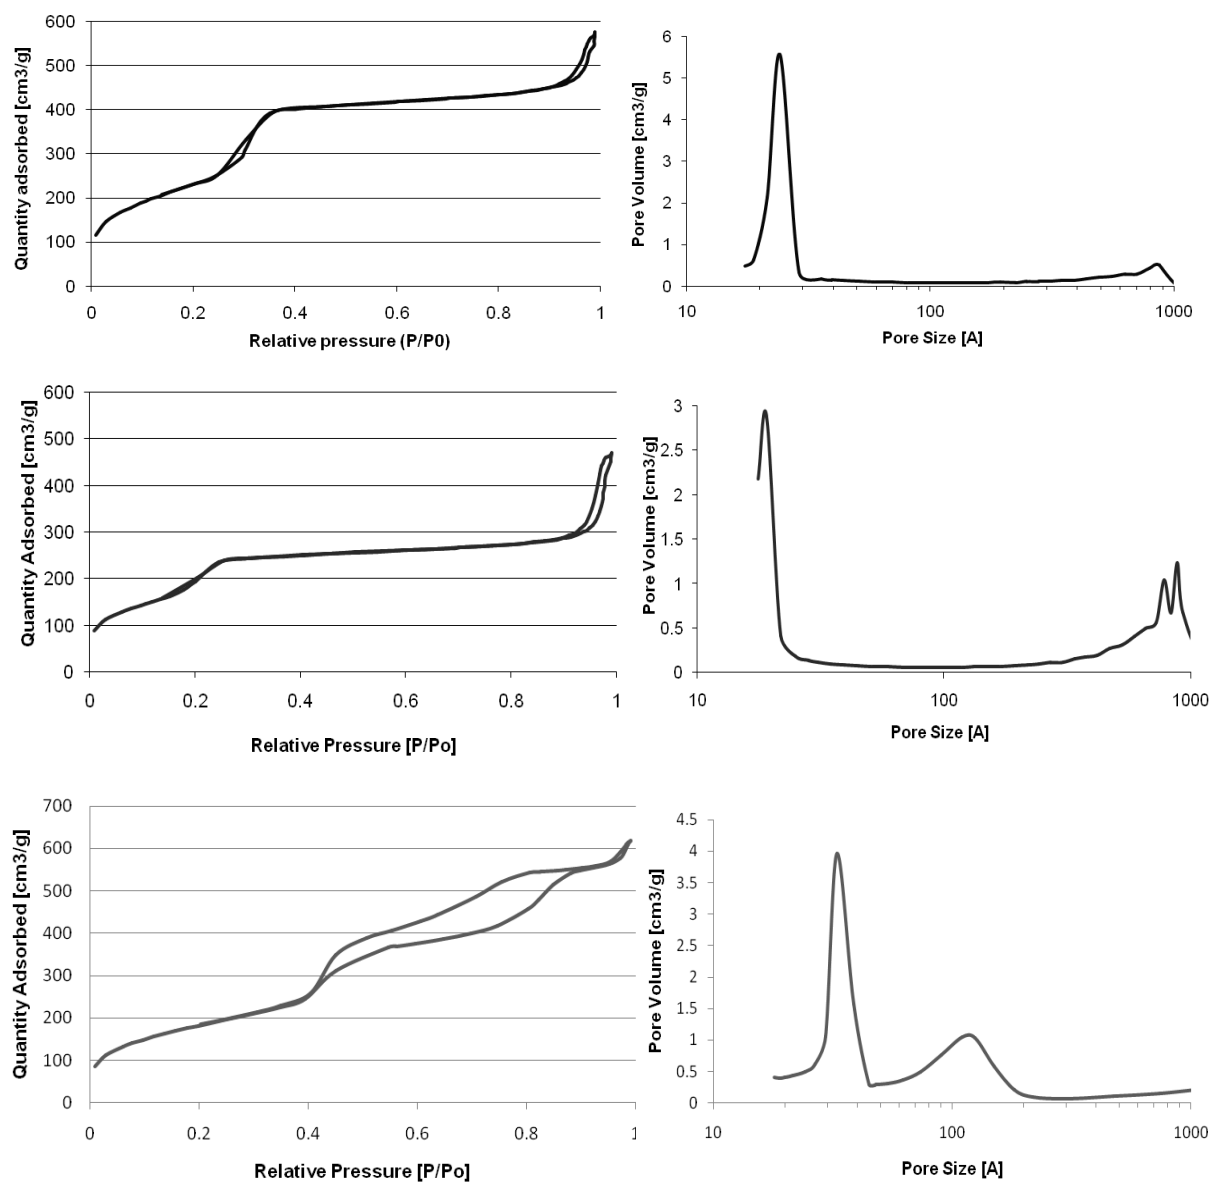 600
500
400
300
200
100
0
Quantity adsorbed [cm3/g]
0 0.2 0.4 0.6 0.8 1
Relative pressure (P/P0)
6
5
4
3
2
1
0
Pore Volume [cm3/g]
10 100 1000
Pore Size [A]
600
500
400
300
200
100
0
Quantity Adsorbed [cm3/g]
0 0.2 0.4 0.6 0.8 1
Relative Pressure [P/Po]
3
2.5
2
1.5
1
0.5
0
Pore Volume [cm3/g]
10 100 1000
Pore Size [A]
700
600
500
400
300
200
100
0
Quantity Adsorbed [cm3/g]
0 0.2 0.4 0.6 0.8 1
Relative Pressure [P/Po]
4.5
4
3.5
3
2.5
2
1.5
1
0.5
0
Pore Volume [cm3/g]
10 100 1000
Pore Size [A]